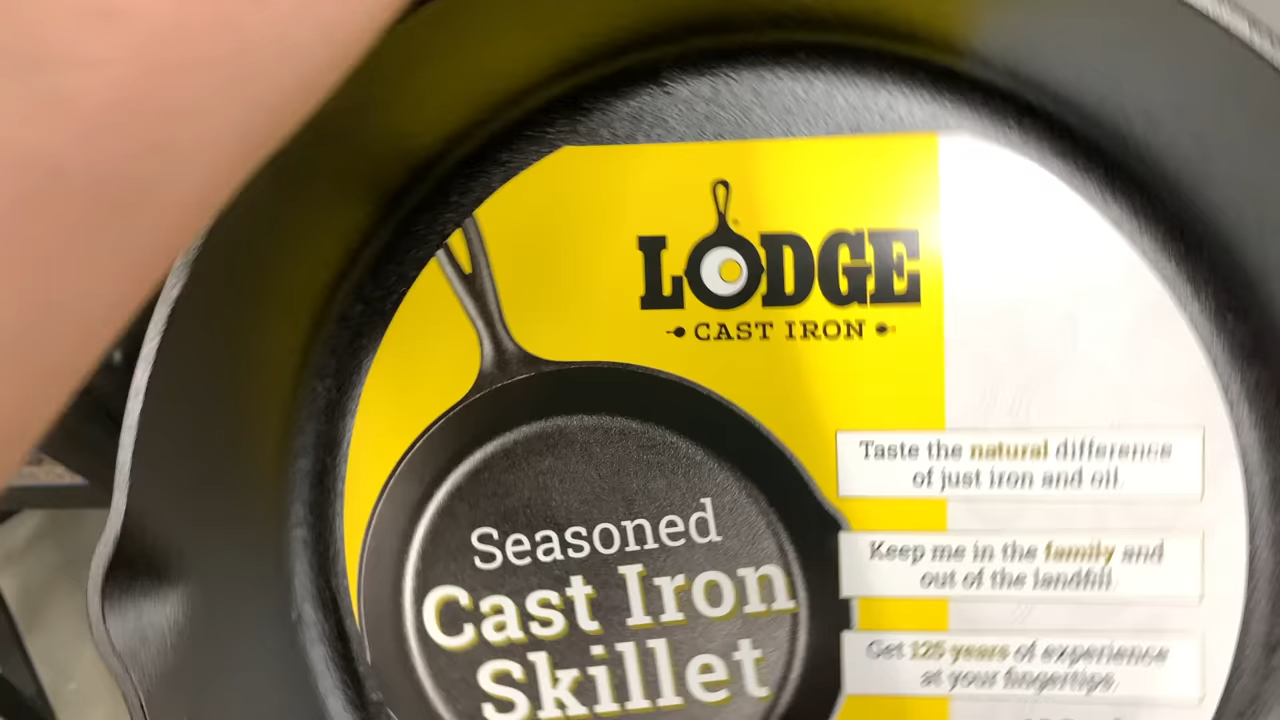 LODGE
CAST IRON
Seasoned
Cast Iron
Skillet
Taste the natural difference
of just iron and oil.
Keep me in the family and
out of the landfill.
Get 125 years of experience
at your fingertips.